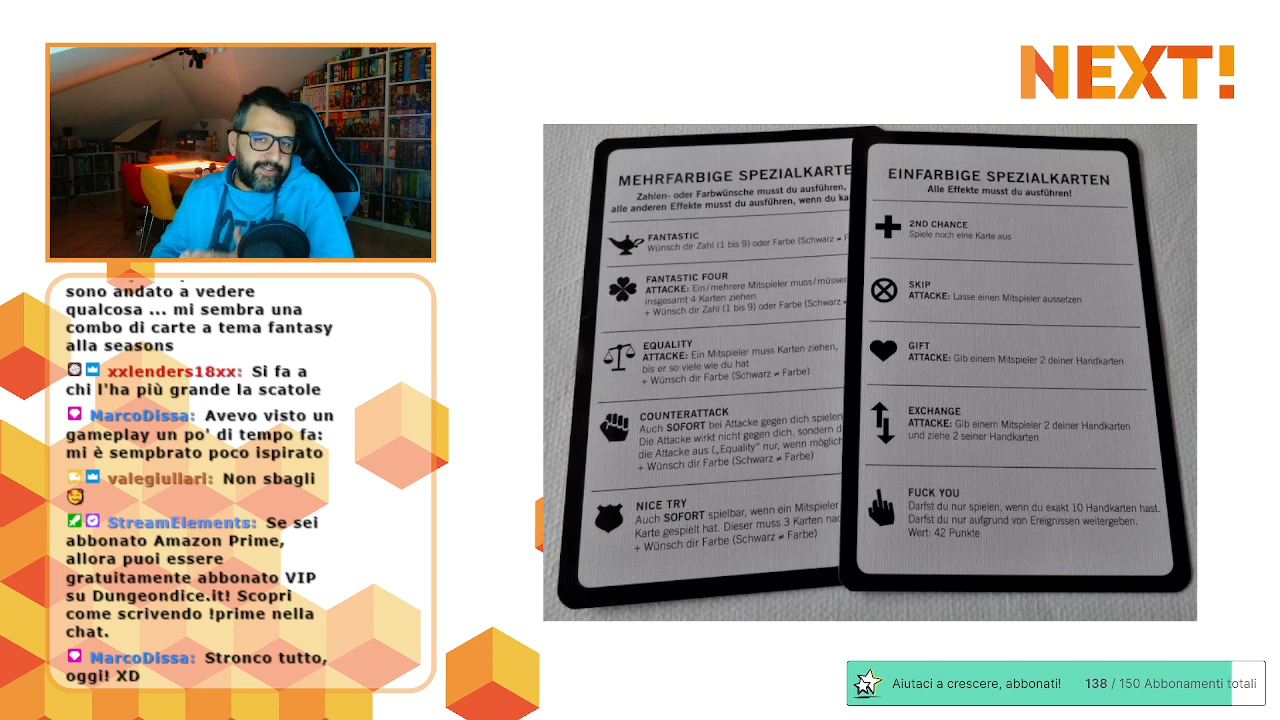 NEXT!
sono andato a vedere
qualcosa ... mi sembra una
combo di carte a tema fantasy
alla seasons
xxlenders18xx: Si fa a
chi l'ha più grande la scatole
MarcoDissa: Avevo visto un
gameplay un po' di tempo fa:
mi è sempbrato poco ispirato
valegiullari: Non sbagli
StreamElements: Se sei
abbonato Amazon Prime,
allora puoi essere
gratuitamente abbonato VIP
su Dungeondice.it! Scopri
come scrivendo !prime nella
chat.
MarcoDissa: Stronco tutto,
oggi! XD
MEHRFARBIGE SPEZIALKARTE
Zahlen- oder Farbwünsche musst du ausführen,
alle anderen Effekte musst du ausführen, wenn du ka
FANTASTIC
Wünsch dir Zahl (1 bis 9) oder Farbe (Schwarz ≠ F
FANTASTIC FOUR
ATTACKE: Ein/mehrere Mitspieler muss/müssen
insgesamt 4 Karten ziehen
+ Wünsch dir Zahl (1 bis 9) oder Farbe (Schwarz
EQUALITY
ATTACKE: Ein Mitspieler muss Karten ziehen,
bis er so viele wie du hat
+ Wünsch dir Farbe (Schwarz ≠ Farbe)
COUNTERATTACK
Auch SOFORT bei Attacke gegen dich spielen
Die Attacke wirkt nicht gegen dich, sondern d
die Attacke aus („Equality" nur, wenn möglich
+ Wünsch dir Farbe (Schwarz ≠ Farbe)
NICE TRY
Auch SOFORT spielbar, wenn ein Mitspieler
Karte gespielt hat. Dieser muss 3 Karten nac
+ Wünsch dir Farbe (Schwarz ≠ Farbe)
EINFARBIGE SPEZIALKARTEN
Alle Effekte musst du ausführen!
2ND CHANCE
Spiele noch eine Karte aus
SKIP
ATTACKE: Lasse einen Mitspieler aussetzen
GIFT
ATTACKE: Gib einem Mitspieler 2 deiner Handkarten
EXCHANGE
ATTACKE: Gib einem Mitspieler 2 deiner Handkarten
und ziehe 2 seiner Handkarten
FUCK YOU
Darfst du nur spielen, wenn du exakt 10 Handkarten hast.
Darfst du nur aufgrund von Ereignissen weitergeben.
Wert: 42 Punkte
Aiutaci a crescere, abbonati! 138 / 150 Abbonamenti totali